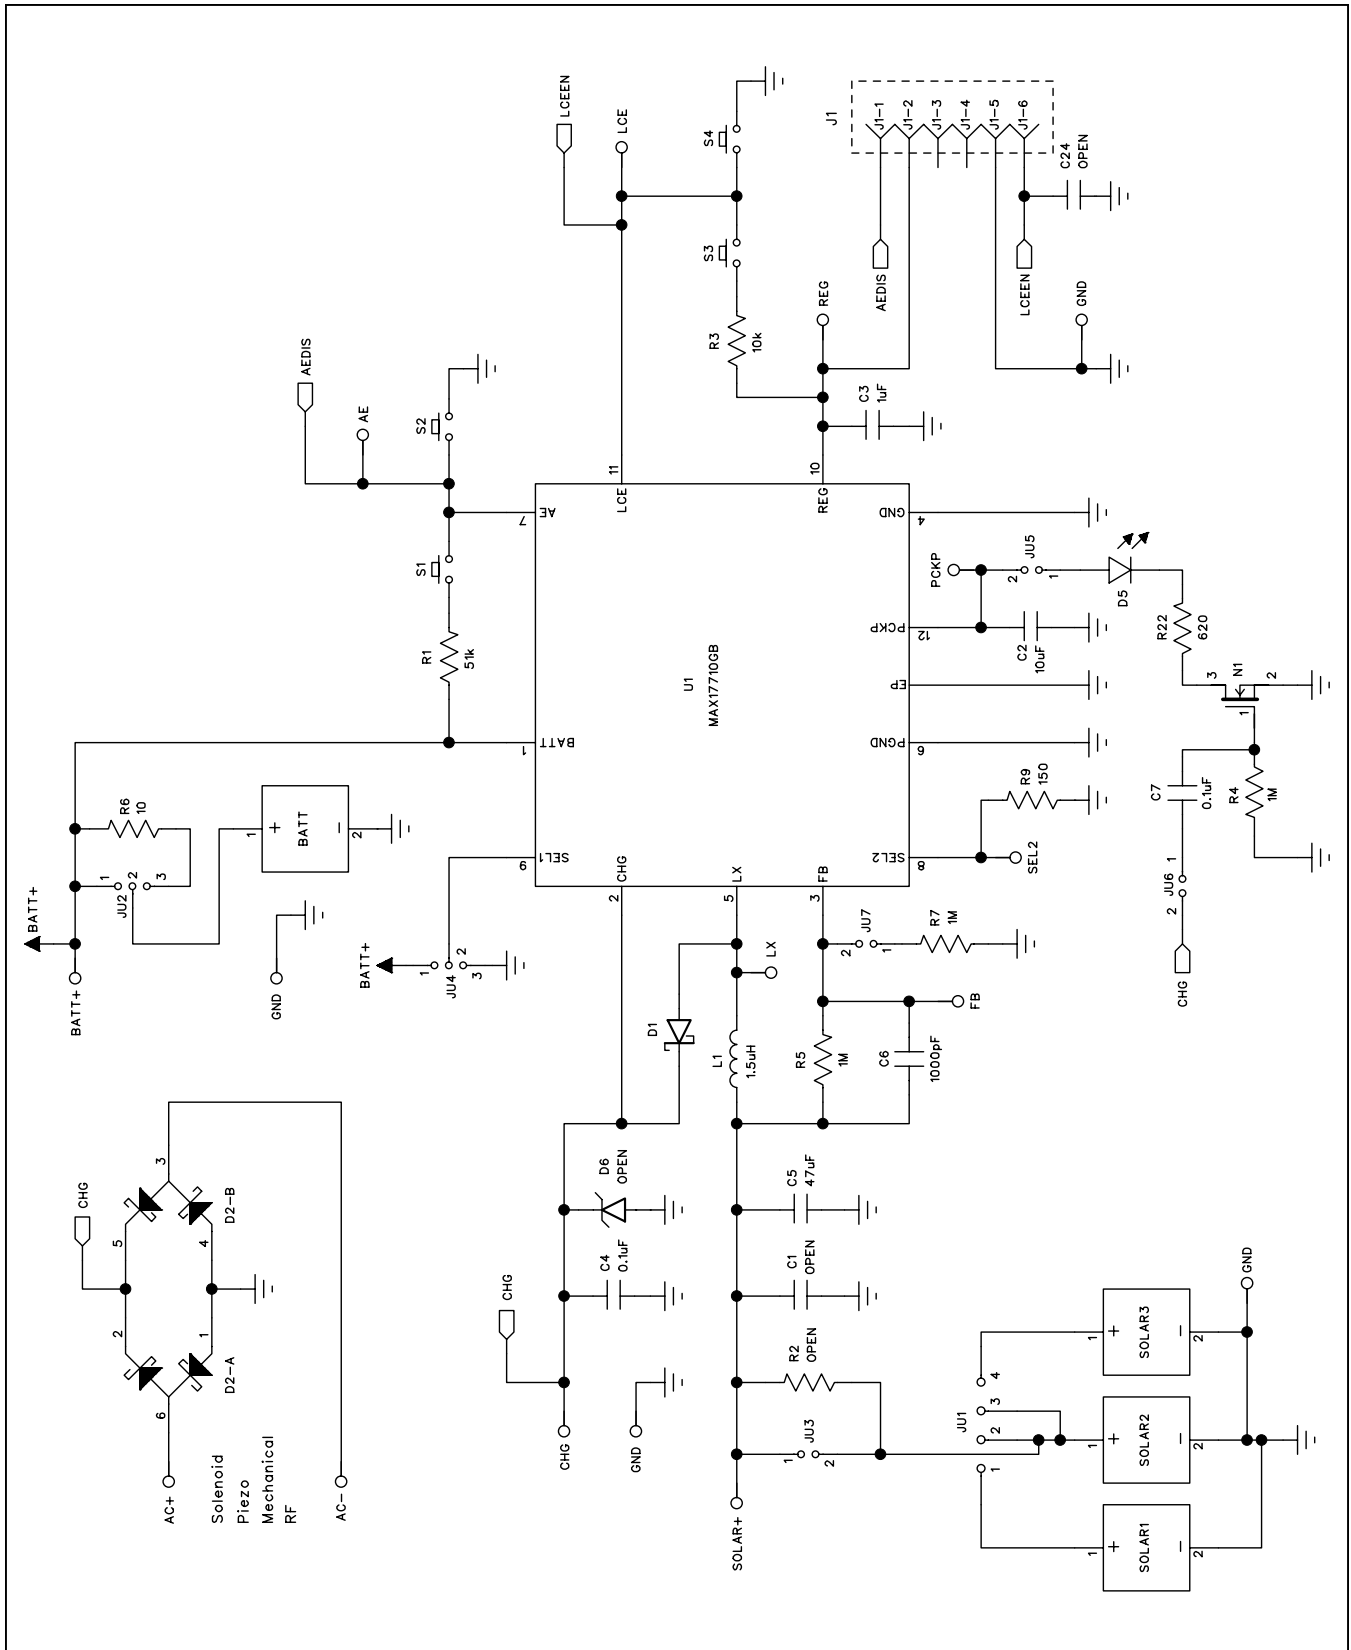 AC+
Solenoid
Piezo
Mechanical
RF
AC-
6
2
1
D2-A
5
4
D2-B
3
CHG
BATT+
BATT+
GND
JU2
1
2
3
R6
10
1
+
BATT
-
2
BATT+
1
2
3
JU4
R1
51k
S1
S2
AE
AEDIS
LCEEN
LCE
S3
S4
R3
10k
REG
C3
1uF
J1
J1-1
J1-2
J1-3
J1-4
J1-5
J1-6
AEDIS
LCEEN
GND
C24
OPEN
U1
MAX17710GB
9
SEL1
1
BATT
7
AE
11
LCE
10
REG
2
CHG
5
LX
3
FB
8
SEL2
6
PGND
EP
12
PCKP
4
GND
CHG
CHG
GND
C4
0.1uF
D6
OPEN
D1
LX
L1
1.5uH
R5
1M
C6
1000pF
FB
JU7
2
1
R7
1M
SOLAR+
JU3
1
2
R2
OPEN
C1
OPEN
C5
47uF
JU1
1
2
3
4
1
+
SOLAR1
-
2
1
+
SOLAR2
-
2
1
+
SOLAR3
-
2
GND
SEL2
R9
150
C2
10uF
PCKP
JU5
2
1
D5
R22
620
3
N1
1
2
C7
0.1uF
R4
1M
JU6
2
1
CHG